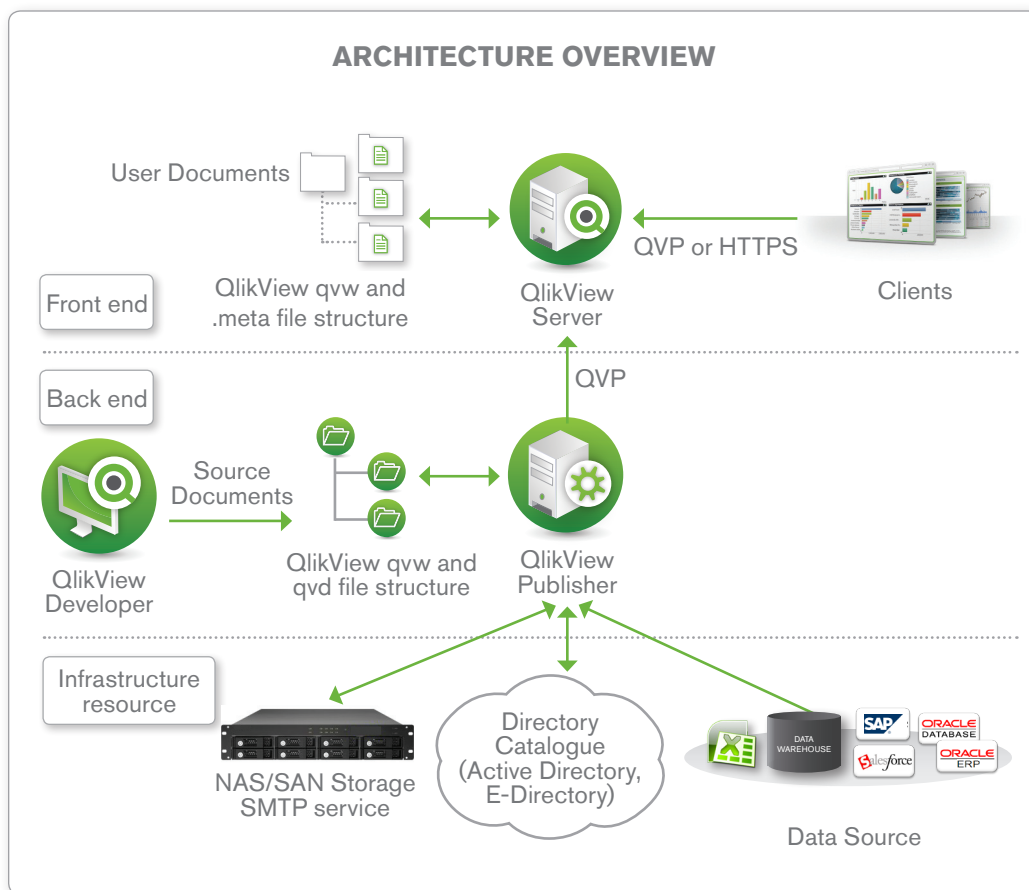 ARCHITECTURE OVERVIEW
User Documents
QlikView qvw and
.meta file structure
QlikView
Server
QVP or HTTPS
Clients
Front end
QVP
Back end
Source
Documents
QlikView
Developer
QlikView qvw and
qvd file structure
QlikView
Publisher
Infrastructure
resource
NAS/SAN Storage
SMTP service
Directory
Catalogue
(Active Directory,
E-Directory)
DATA
WAREHOUSE
SAP
ORACLE
DATABASE
salesforce
ORACLE
ERP
Data Source